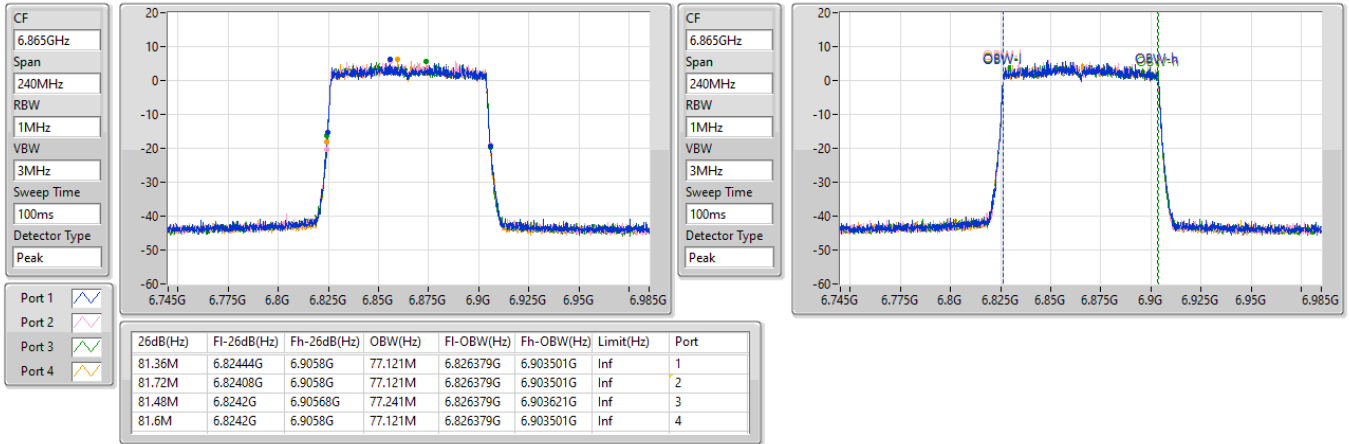 CF
6.865GHz
Span
240MHz
RBW
1MHz
VBW
3MHz
Sweep Time
100ms
Detector Type
Peak
20
10
0
-10
-20
-30
-40
-50
-60
6.745G 6.775G 6.8G 6.825G 6.85G 6.875G 6.9G 6.925G 6.95G 6.985G
CF
6.865GHz
Span
240MHz
RBW
1MHz
VBW
3MHz
Sweep Time
100ms
Detector Type
Peak
20
10
0
-10
-20
-30
-40
-50
-60
OBW-l OBW-h
6.745G 6.775G 6.8G 6.825G 6.85G 6.875G 6.9G 6.925G 6.95G 6.985G
Port 1
Port 2
Port 3
Port 4
26dB(Hz) Fl-26dB(Hz) Fh-26dB(Hz) OBW(Hz) Fl-OBW(Hz) Fh-OBW(Hz) Limit(Hz) Port
81.36M 6.82444G 6.9058G 77.121M 6.826379G 6.903501G Inf 1
81.72M 6.82408G 6.9058G 77.121M 6.826379G 6.903501G Inf 2
81.48M 6.8242G 6.90568G 77.241M 6.826379G 6.903621G Inf 3
81.6M 6.8242G 6.9058G 77.121M 6.826379G 6.903501G Inf 4